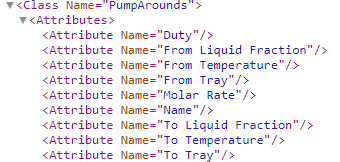 <Class Name="PumpArounds">
<Attributes>
<Attribute Name="Duty"/>
<Attribute Name="From Liquid Fraction"/>
<Attribute Name="From Temperature"/>
<Attribute Name="From Tray"/>
<Attribute Name="Molar Rate"/>
<Attribute Name="Name"/>
<Attribute Name="To Liquid Fraction"/>
<Attribute Name="To Temperature"/>
<Attribute Name="To Tray"/>